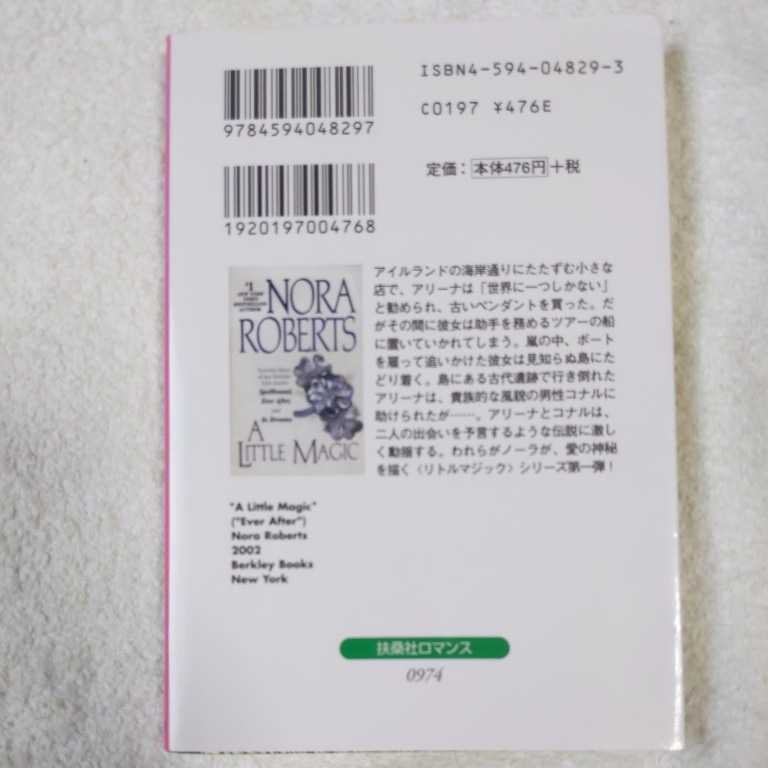 ISBN4-594-04829-3
9784594048297
C0197 ¥476E
定価：本体476円＋税
1920197004768
アイルランドの海岸通りにたたずむ小さな
店で、アリーナは「世界に一つしかない」
と勧められ、古いペンダントを買った。だ
がその間に彼女は助手を務めるツアーの船
に置いていかれてしまう。嵐の中、ボート
を雇って追いかけた彼女は見知らぬ島にた
どり着く。島にある古代遺跡で行き倒れた
アリーナは、貴族的な風貌の男性コナルに
助けられたが……。アリーナとコナルは、
二人の出会いを予言するような伝説に激し
く動揺する。われらがノーラが、愛の神秘
を描く〈リトルマジック〉シリーズ第一弾！
#1
NEW YORK
TIMES
BESTSELLING
AUTHOR
NORA
ROBERTS
Spellbound
Ever After
In Dreams
A
LITTLE MAGIC
"A Little Magic"
("Ever After")
Nora Roberts
2002
Berkley Books
New York
扶桑社ロマンス
0974